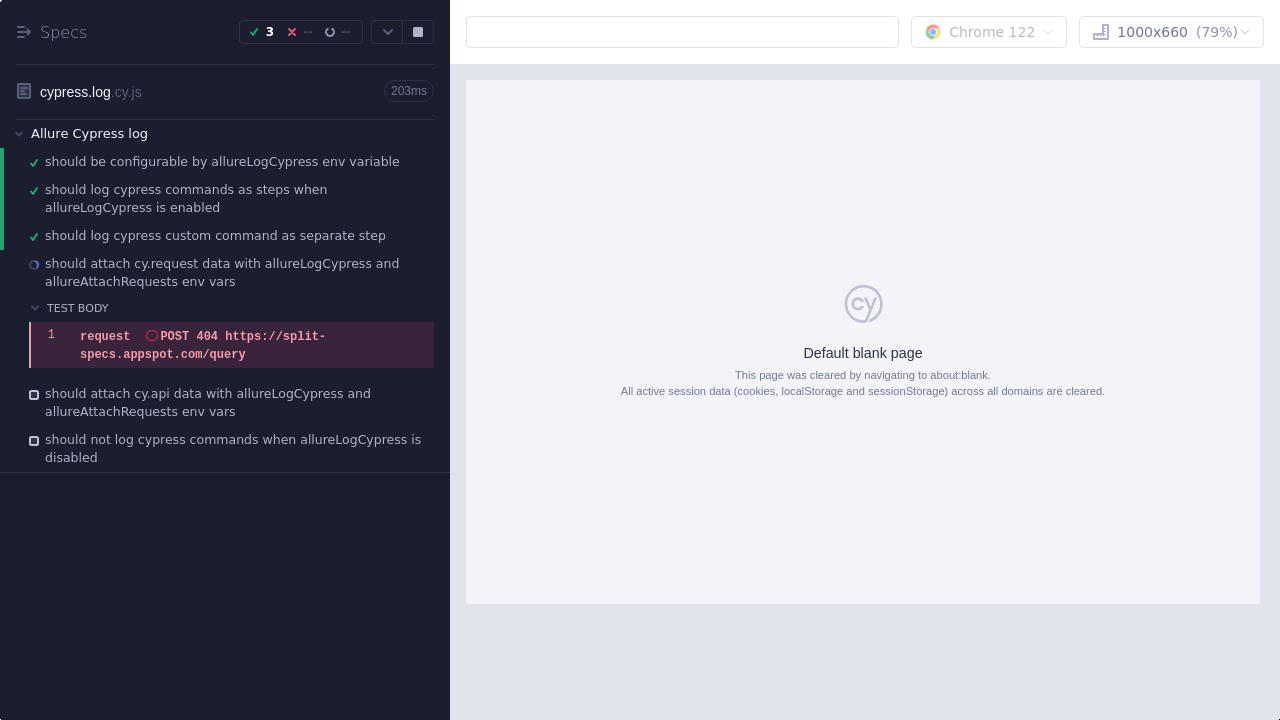 Specs
3 -- --
cypress.log.cy.js
203ms
Allure Cypress log
should be configurable by allureLogCypress env variable
should log cypress commands as steps when
allureLogCypress is enabled
should log cypress custom command as separate step
should attach cy.request data with allureLogCypress and
allureAttachRequests env vars
TEST BODY
1 request POST 404 https://split-
specs.appspot.com/query
should attach cy.api data with allureLogCypress and
allureAttachRequests env vars
should not log cypress commands when allureLogCypress is
disabled
Chrome 122
1000x660 (79%)
cy
Default blank page
This page was cleared by navigating to about:blank.
All active session data (cookies, localStorage and sessionStorage) across all domains are cleared.